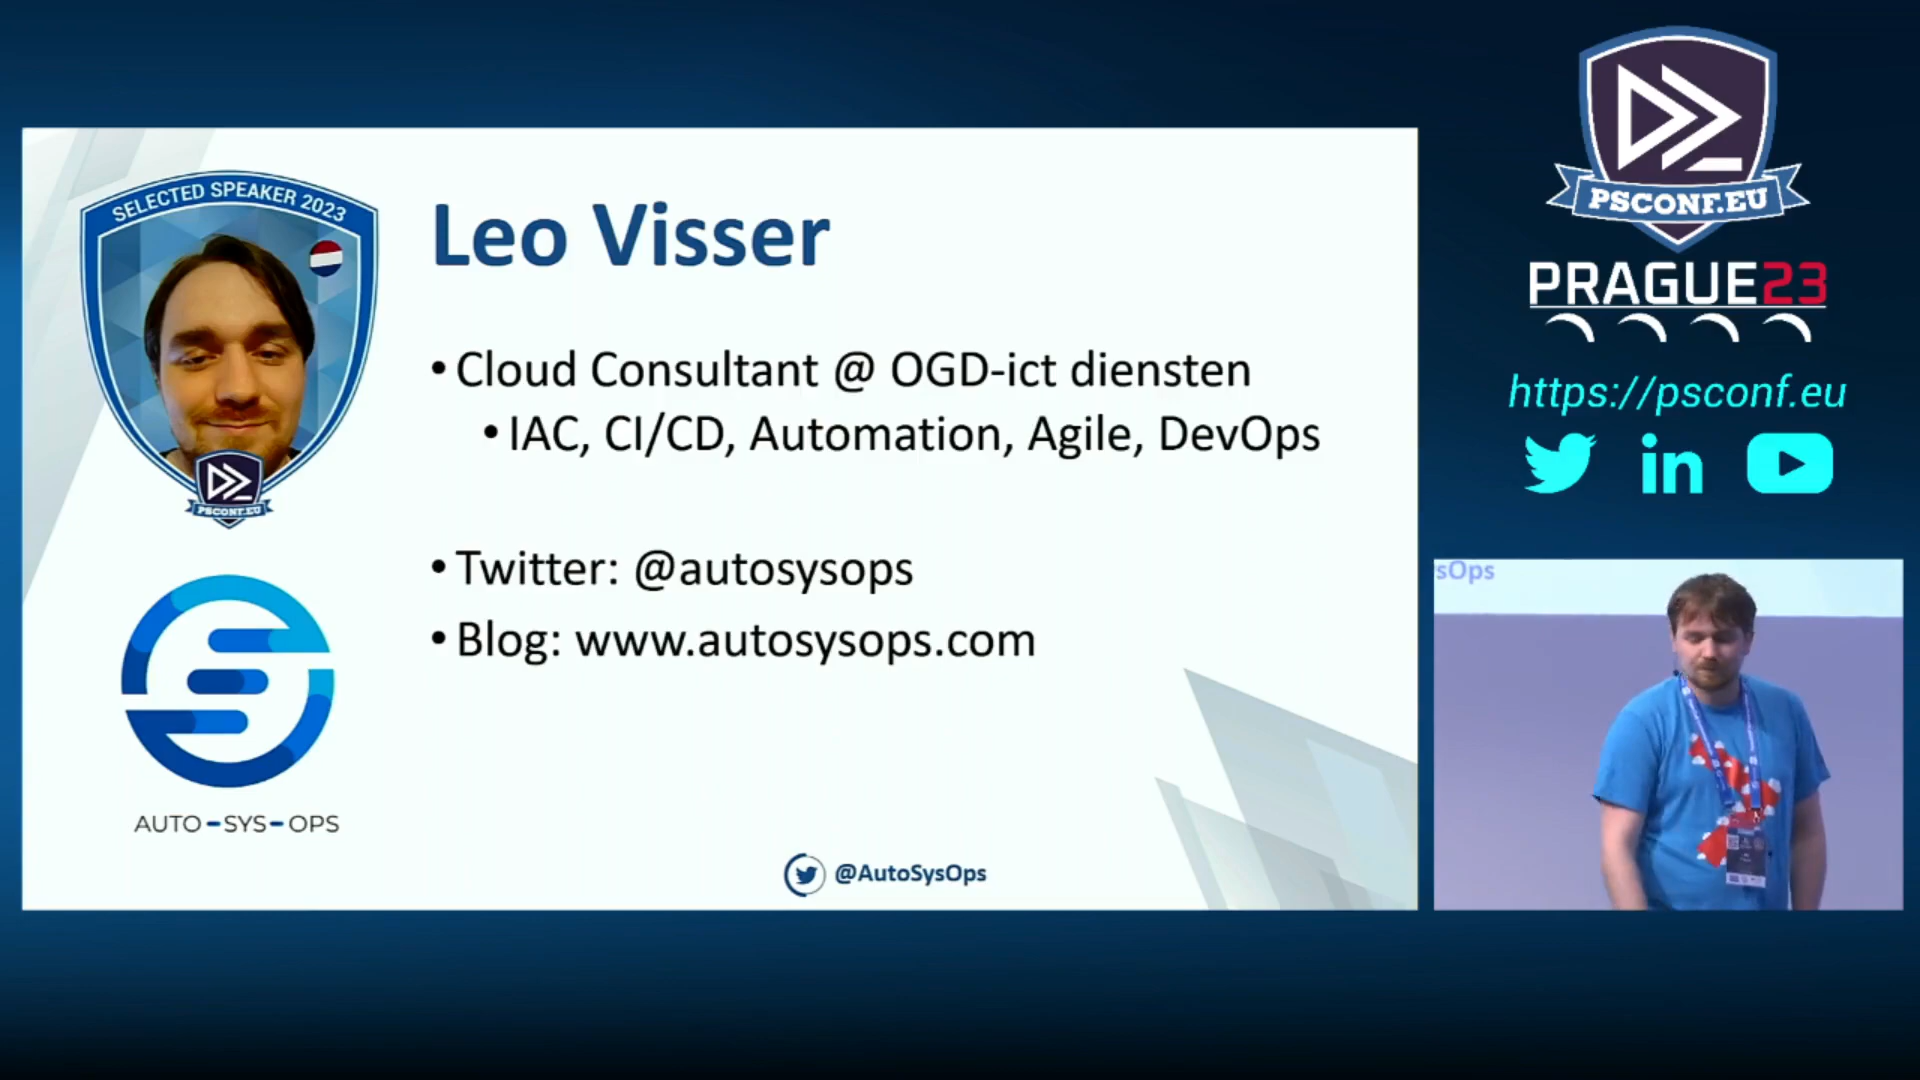 SELECTED SPEAKER 2023
PSCONF.EU
Leo Visser
• Cloud Consultant @ OGD-ict diensten
• IAC, CI/CD, Automation, Agile, DevOps
• Twitter: @autosysops
• Blog: www.autosysops.com
AUTO-SYS-OPS
@AutoSysOps
PSCONF.EU
PRAGUE23
https://psconf.eu
in
sOps